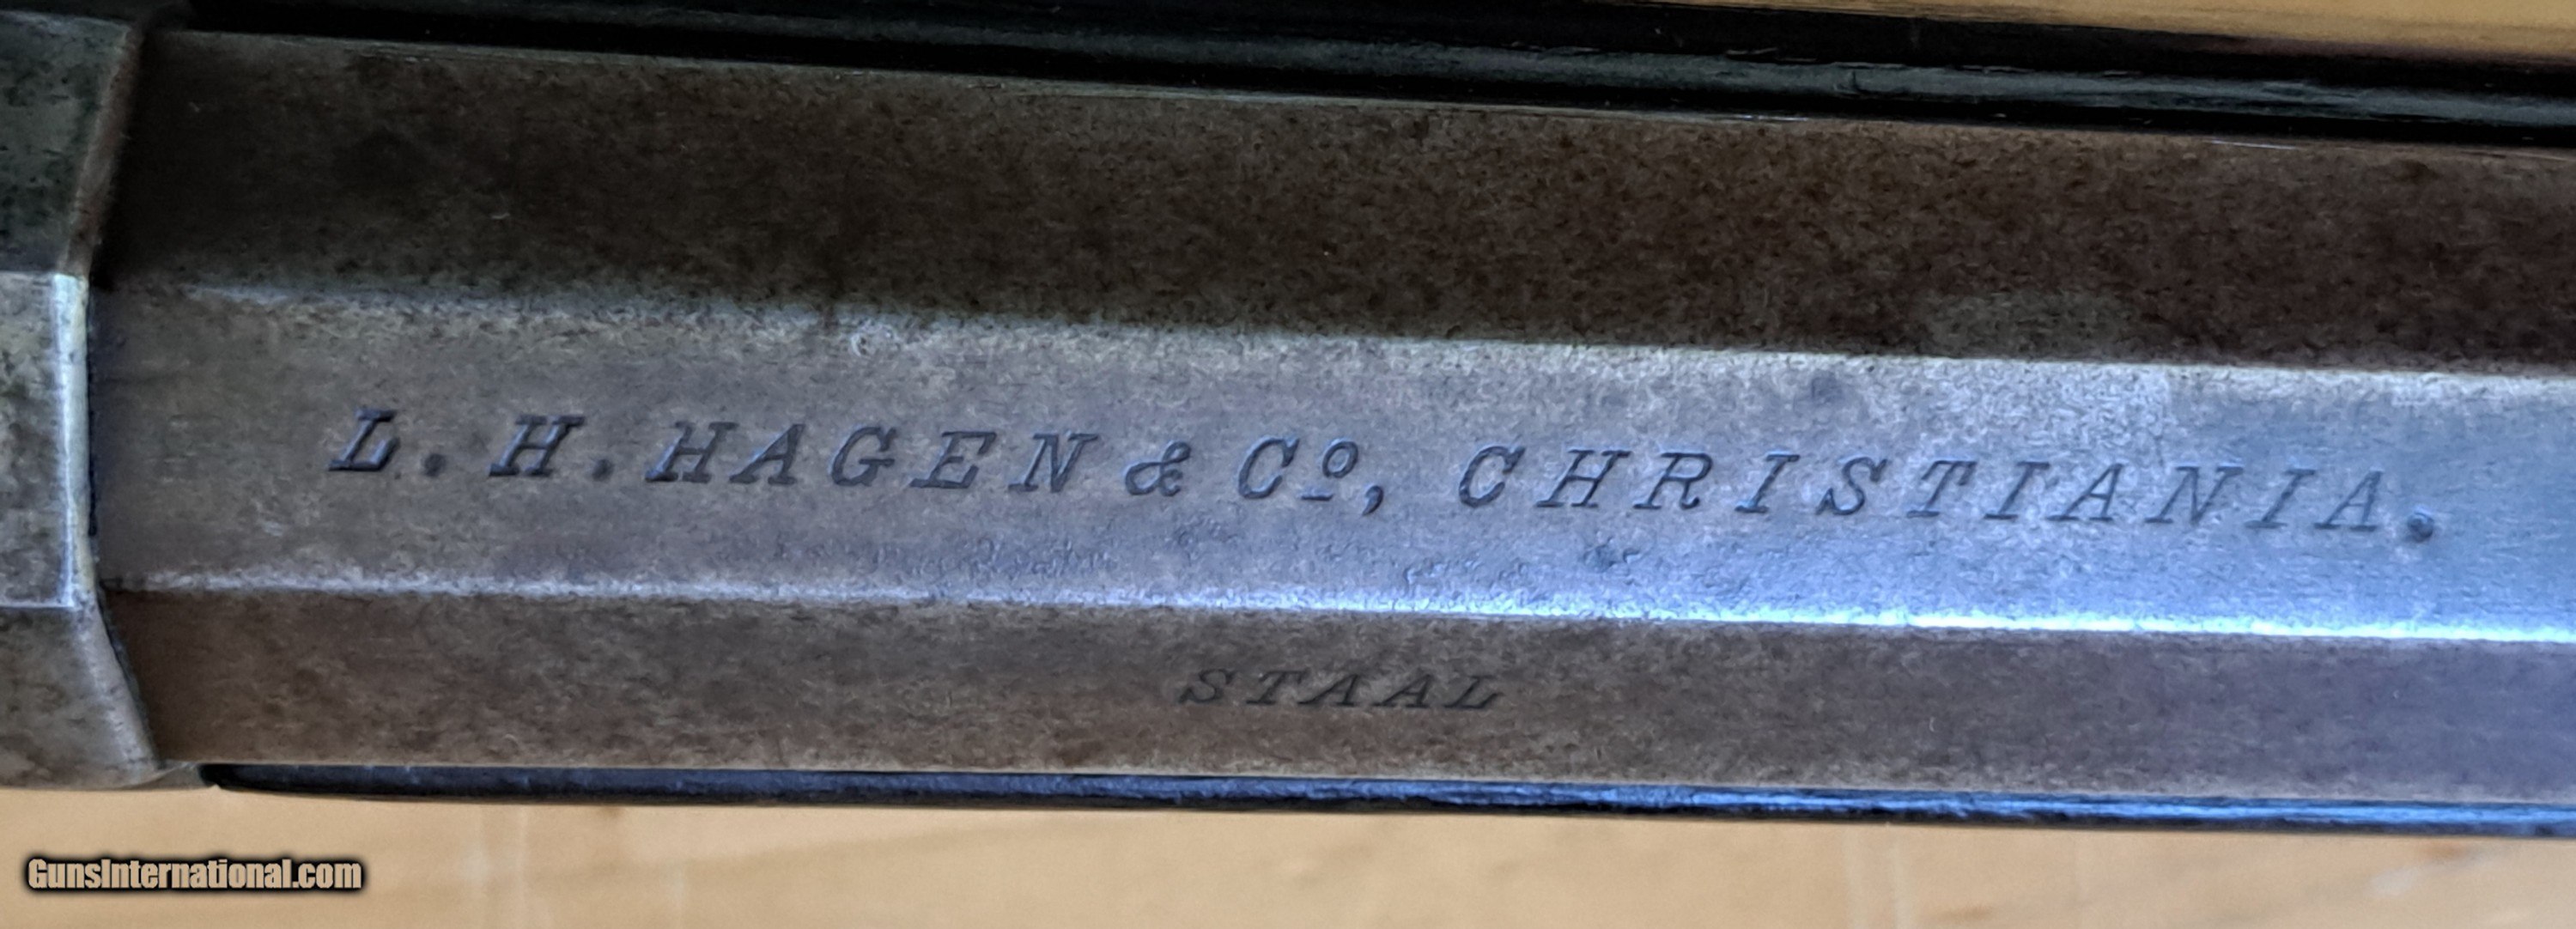 L. H. HAGEN & Cº, CHRISTIANIA.
STAAL
GunsInternational.com